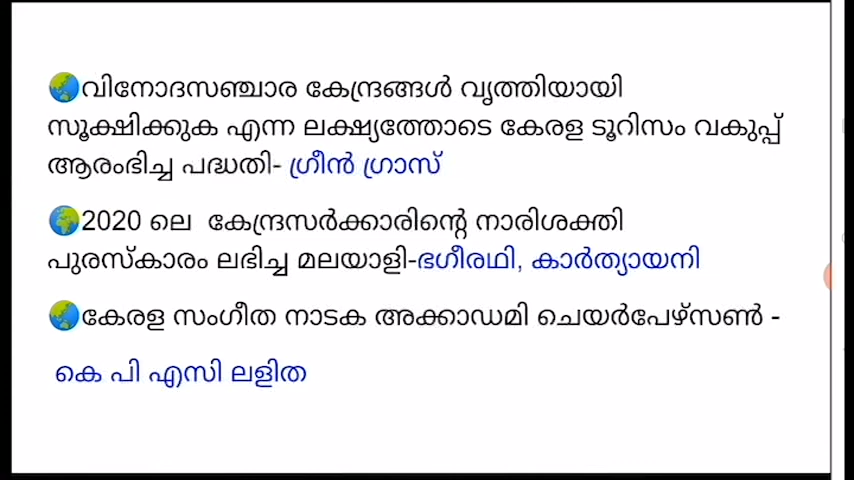 🌏വിനോദസഞ്ചാര കേന്ദ്രങ്ങൾ വൃത്തിയായി
സൂക്ഷിക്കുക എന്ന ലക്ഷ്യത്തോടെ കേരള ടൂറിസം വകുപ്പ്
ആരംഭിച്ച പദ്ധതി- ഗ്രീൻ ഗ്രാസ്
🌍2020 ലെ കേന്ദ്രസർക്കാരിന്റെ നാരിശക്തി
പുരസ്കാരം ലഭിച്ച മലയാളി-ഭഗീരഥി, കാർത്യായനി
🌏കേരള സംഗീത നാടക അക്കാഡമി ചെയർപേഴ്സൺ -
കെ പി എസി ലളിത